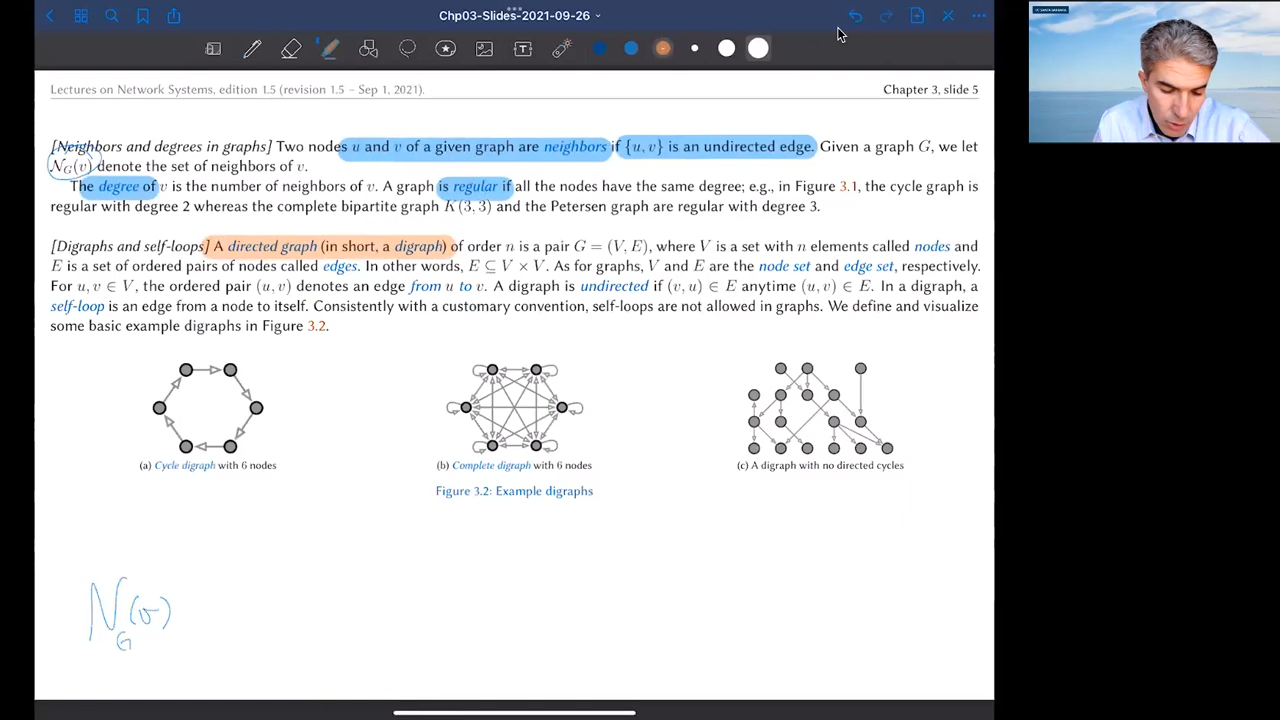 Chp03-Slides-2021-09-26
Lectures on Network Systems, edition 1.5 (revision 1.5 – Sep 1, 2021).
Chapter 3, slide 5
[Neighbors and degrees in graphs] Two nodes u and v of a given graph are neighbors if {u, v} is an undirected edge. Given a graph G, we let
N_G(v) denote the set of neighbors of v.
The degree of v is the number of neighbors of v. A graph is regular if all the nodes have the same degree; e.g., in Figure 3.1, the cycle graph is
regular with degree 2 whereas the complete bipartite graph K(3, 3) and the Petersen graph are regular with degree 3.
[Digraphs and self-loops] A directed graph (in short, a digraph) of order n is a pair G = (V, E), where V is a set with n elements called nodes and
E is a set of ordered pairs of nodes called edges. In other words, E ⊆ V × V. As for graphs, V and E are the node set and edge set, respectively.
For u, v ∈ V, the ordered pair (u, v) denotes an edge from u to v. A digraph is undirected if (v, u) ∈ E anytime (u, v) ∈ E. In a digraph, a
self-loop is an edge from a node to itself. Consistently with a customary convention, self-loops are not allowed in graphs. We define and visualize
some basic example digraphs in Figure 3.2.
(a) Cycle digraph with 6 nodes
(b) Complete digraph with 6 nodes
(c) A digraph with no directed cycles
Figure 3.2: Example digraphs
N_G(v)